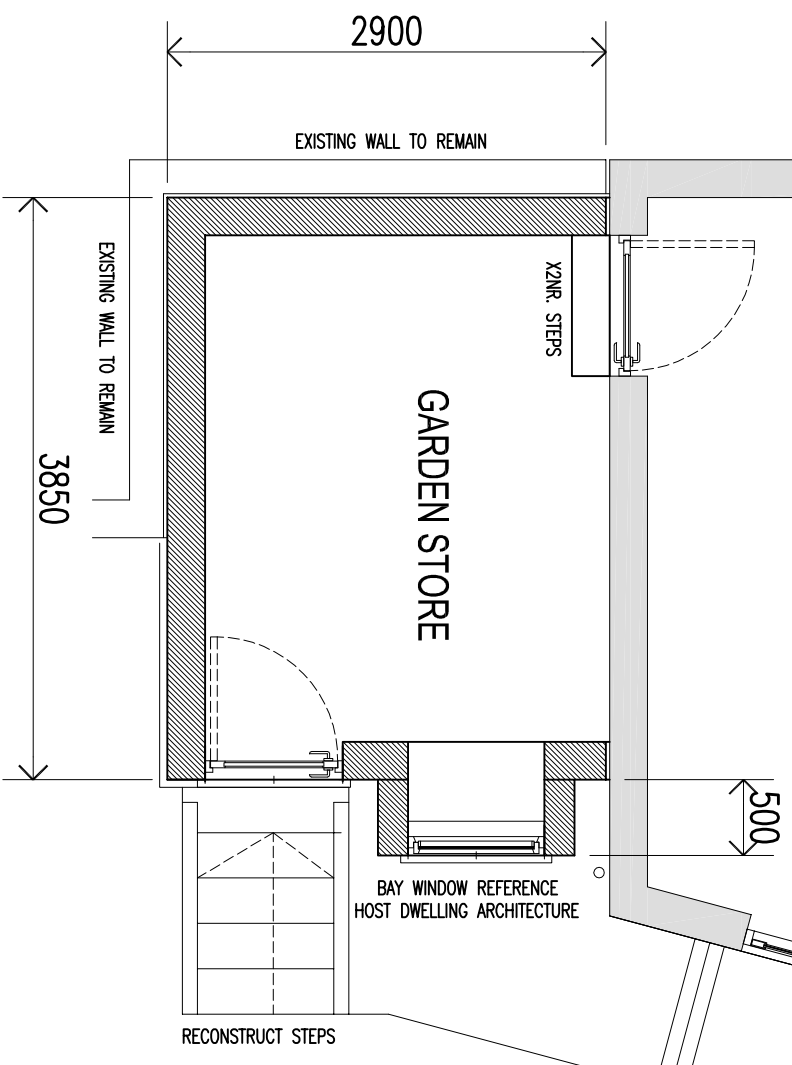 2900
EXISTING WALL TO REMAIN
EXISTING WALL TO REMAIN
X2NR. STEPS
GARDEN STORE
3850
500
BAY WINDOW REFERENCE
HOST DWELLING ARCHITECTURE
RECONSTRUCT STEPS